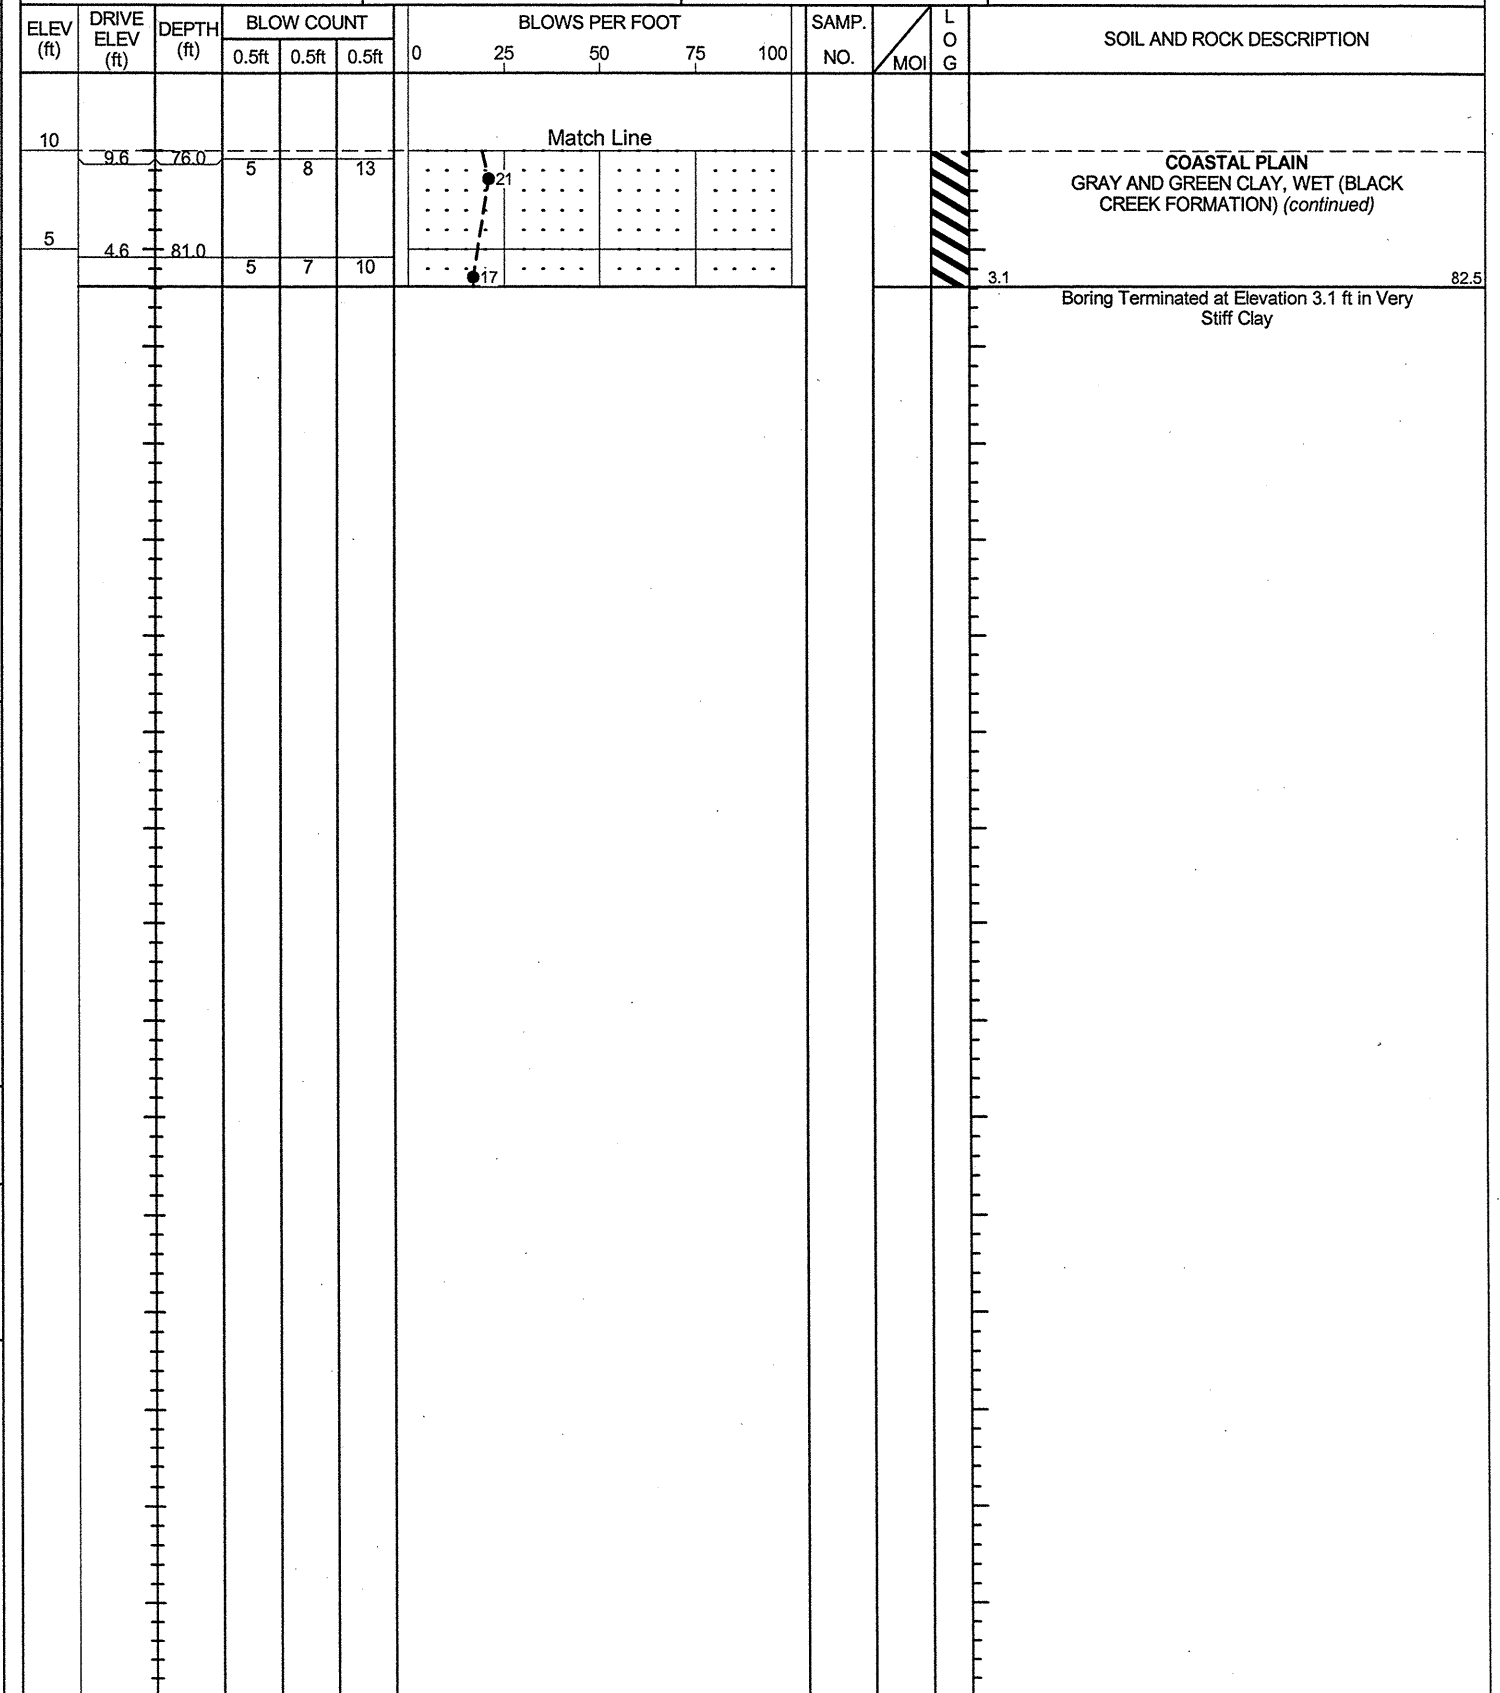 ELEV (ft)
DRIVE ELEV (ft)
DEPTH (ft)
BLOW COUNT
0.5ft 0.5ft 0.5ft
BLOWS PER FOOT
0 25 50 75 100
SAMP. NO.
MOI
LOG
SOIL AND ROCK DESCRIPTION
10
Match Line
9.6 76.0 5 8 13
21
COASTAL PLAIN
GRAY AND GREEN CLAY, WET (BLACK
CREEK FORMATION) (continued)
5
4.6 81.0 5 7 10
17
3.1 82.5
Boring Terminated at Elevation 3.1 ft in Very
Stiff Clay